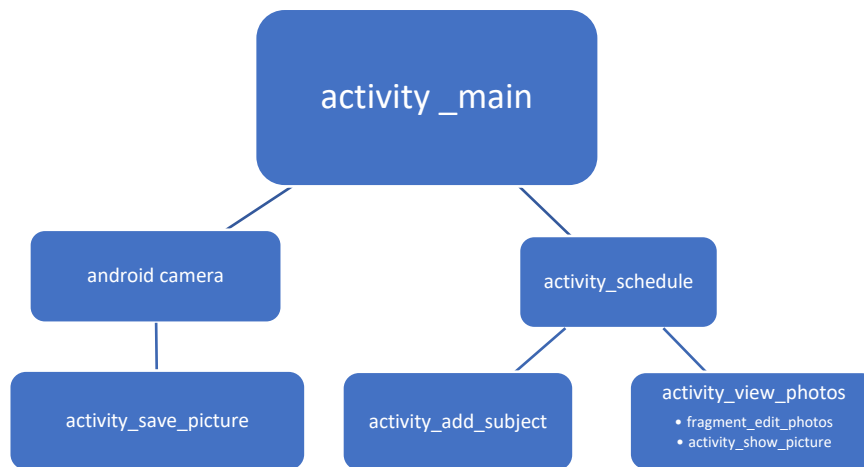 activity _main
android camera
activity_schedule
activity_save_picture
activity_add_subject
activity_view_photos
• fragment_edit_photos
• activity_show_picture